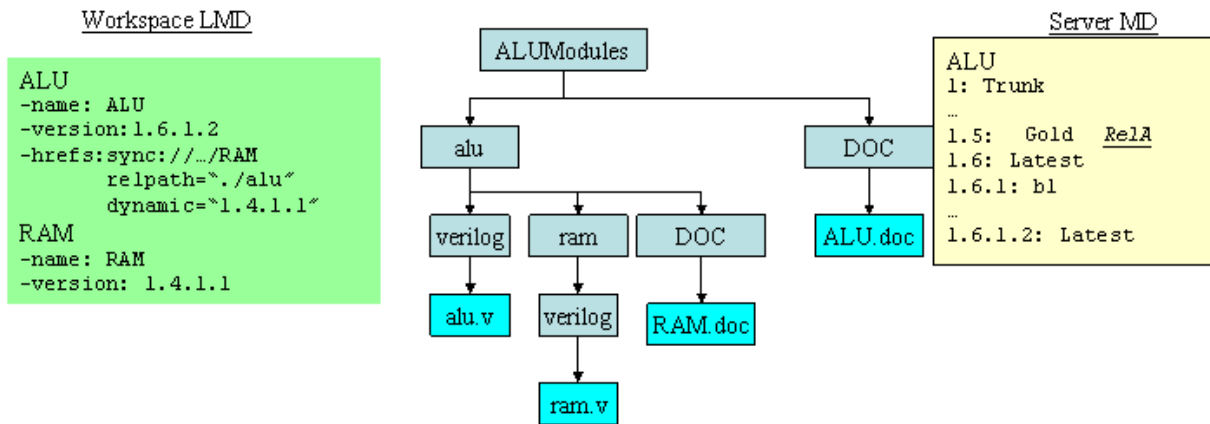 Workspace LMD
ALU
-name: ALU
-version:1.6.1.2
-hrefs:sync://…/RAM
relpath="./alu"
dynamic="1.4.1.1"
RAM
-name: RAM
-version: 1.4.1.1
ALUModules
alu
DOC
verilog
ram
DOC
ALU.doc
alu.v
verilog
RAM.doc
ram.v
Server MD
ALU
1: Trunk
…
1.5: Gold RelA
1.6: Latest
1.6.1: b1
…
1.6.1.2: Latest